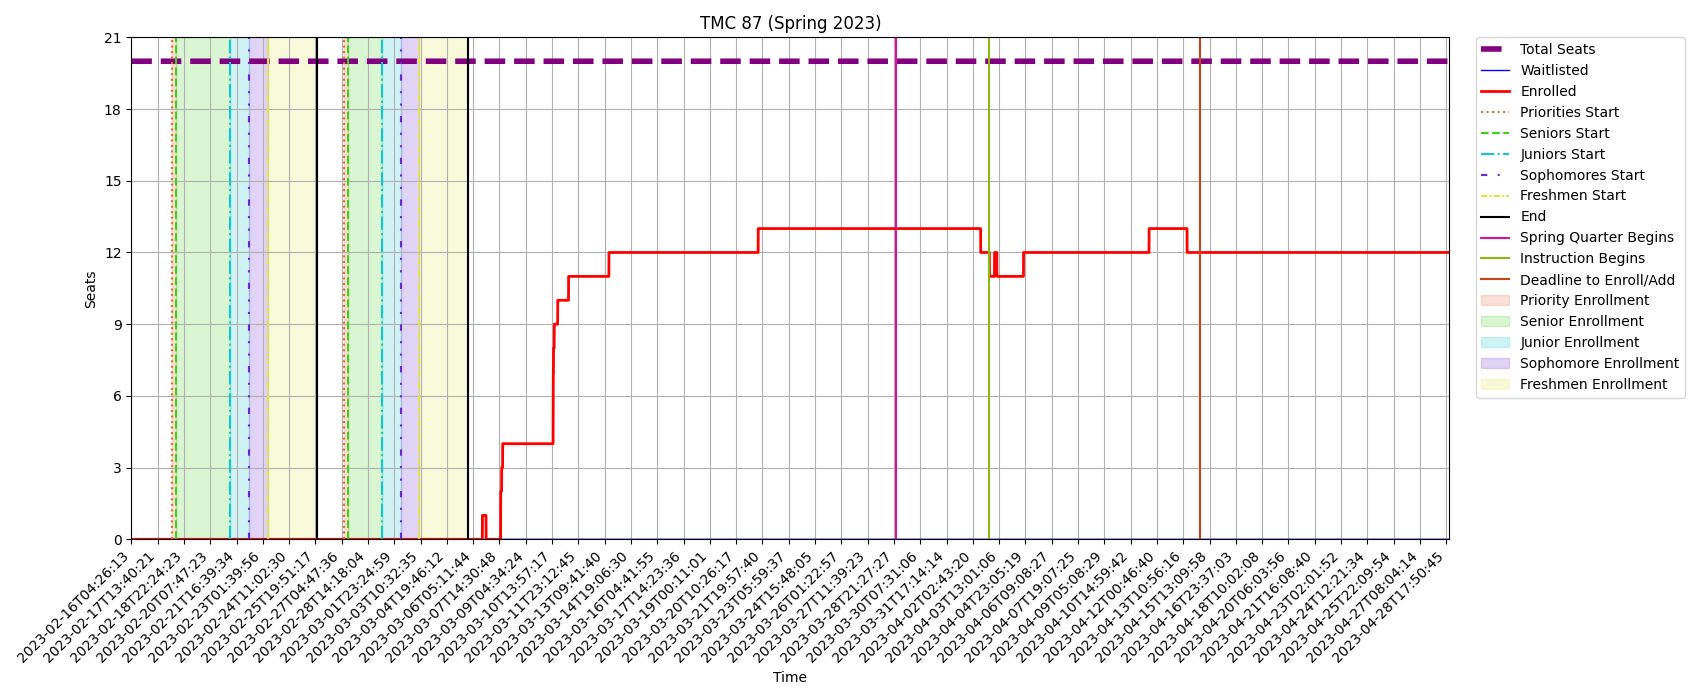 TMC 87 (Spring 2023)
21
18
15
12
9
6
3
0
Seats
2023-02-16T04:26:13
2023-02-17T13:40:21
2023-02-18T22:24:23
2023-02-20T07:47:23
2023-02-21T16:39:34
2023-02-23T01:39:56
2023-02-24T11:02:30
2023-02-25T19:51:17
2023-02-27T04:47:36
2023-02-28T14:18:04
2023-03-01T23:24:59
2023-03-03T10:32:35
2023-03-04T19:46:12
2023-03-06T05:11:44
2023-03-07T14:30:48
2023-03-09T04:34:24
2023-03-10T13:57:17
2023-03-11T23:12:45
2023-03-13T09:41:40
2023-03-14T19:06:30
2023-03-16T04:41:55
2023-03-17T14:23:36
2023-03-19T00:11:01
2023-03-20T10:26:17
2023-03-21T19:57:40
2023-03-23T05:59:37
2023-03-24T15:48:05
2023-03-26T01:22:57
2023-03-27T11:39:23
2023-03-28T21:27:27
2023-03-30T07:31:06
2023-03-31T17:14:14
2023-04-02T02:43:20
2023-04-03T13:01:06
2023-04-04T23:05:19
2023-04-06T09:08:27
2023-04-07T19:07:25
2023-04-09T05:08:29
2023-04-10T14:59:42
2023-04-12T00:46:40
2023-04-13T10:56:16
2023-04-15T13:09:58
2023-04-16T23:37:03
2023-04-18T10:02:08
2023-04-20T06:03:56
2023-04-21T16:08:40
2023-04-23T02:01:52
2023-04-24T12:21:34
2023-04-25T22:09:54
2023-04-27T08:04:14
2023-04-28T17:50:45
Time
Total Seats
Waitlisted
Enrolled
Priorities Start
Seniors Start
Juniors Start
Sophomores Start
Freshmen Start
End
Spring Quarter Begins
Instruction Begins
Deadline to Enroll/Add
Priority Enrollment
Senior Enrollment
Junior Enrollment
Sophomore Enrollment
Freshmen Enrollment